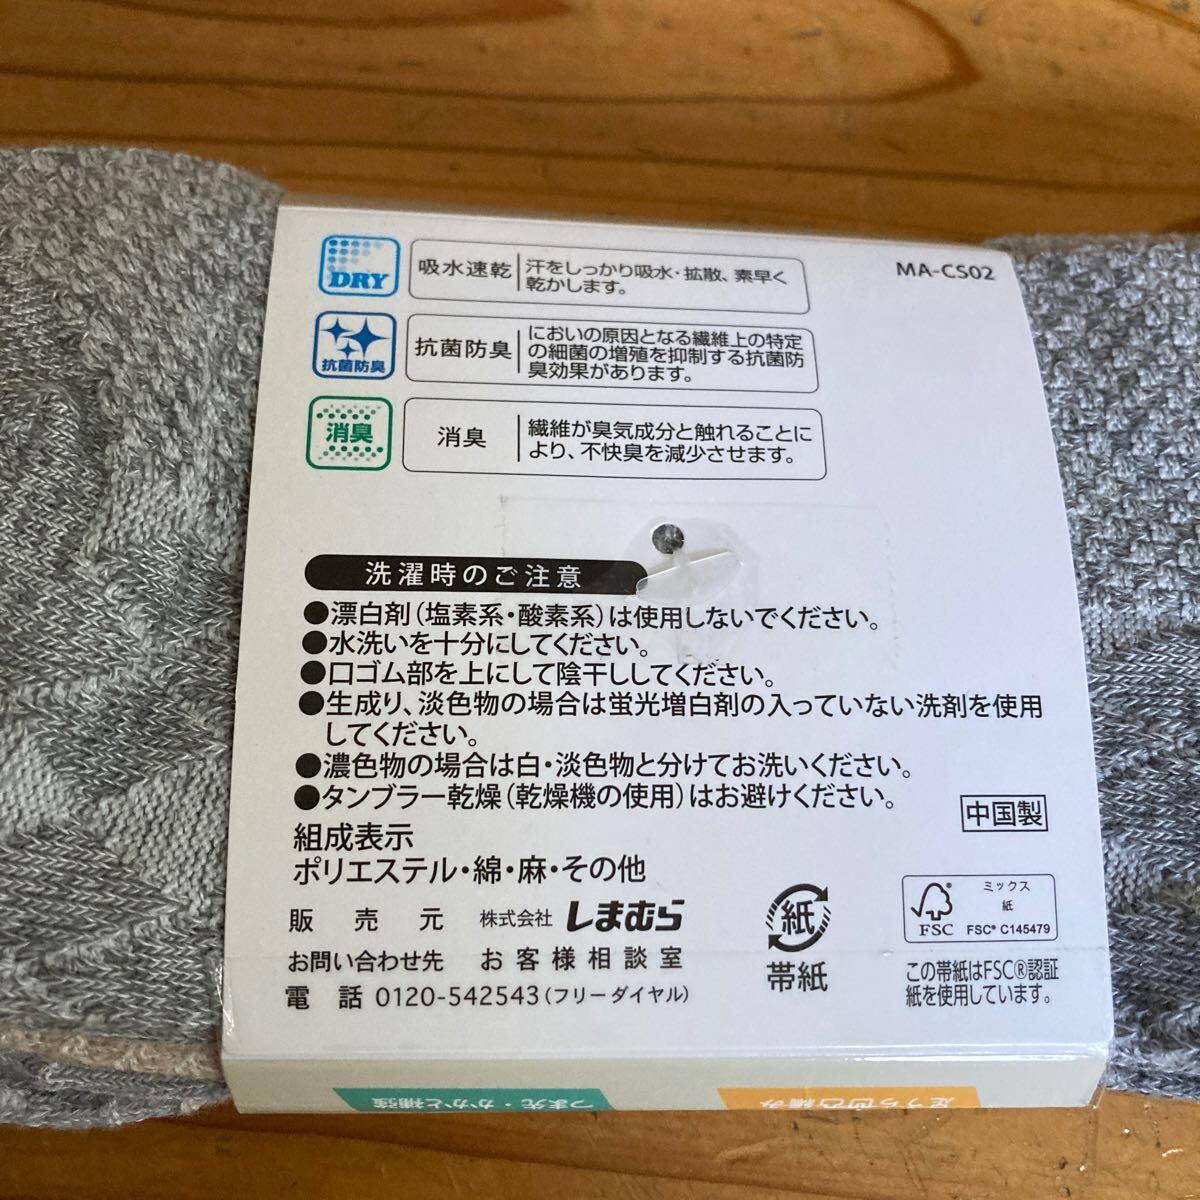 DRY
吸水速乾
汗をしっかり吸水・拡散、素早く
乾かします。
MA-CS02
抗菌防臭
抗菌防臭
においの原因となる繊維上の特定
の細菌の増殖を抑制する抗菌防
臭効果があります。
消臭
消臭
繊維が臭気成分と触れることに
より、不快臭を減少させます。
洗濯時のご注意
●漂白剤(塩素系・酸素系)は使用しないでください。
●水洗いを十分にしてください。
●口ゴム部を上にして陰干ししてください。
●生成り、淡色物の場合は蛍光増白剤の入っていない洗剤を使用
してください。
●濃色物の場合は白・淡色物と分けてお洗いください。
●タンブラー乾燥(乾燥機の使用)はお避けください。
中国製
組成表示
ポリエステル・綿・麻・その他
販売元 株式会社 しまむら
お問い合わせ先 お客様相談室
電話 0120-542543(フリーダイヤル)
紙
帯紙
FSC
ミックス
紙
FSC® C145479
この帯紙はFSC®認証
紙を使用しています。
つま先・かかと補強
足うら凹凸編み